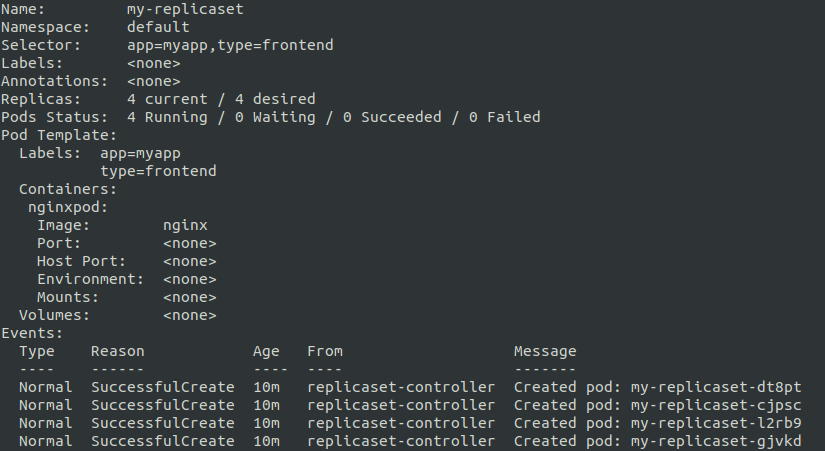 Name:         my-replicaset
Namespace:    default
Selector:     app=myapp,type=frontend
Labels:       <none>
Annotations:  <none>
Replicas:     4 current / 4 desired
Pods Status:  4 Running / 0 Waiting / 0 Succeeded / 0 Failed
Pod Template:
  Labels:  app=myapp
           type=frontend
  Containers:
   nginxpod:
    Image:        nginx
    Port:         <none>
    Host Port:    <none>
    Environment:  <none>
    Mounts:       <none>
  Volumes:        <none>
Events:
  Type    Reason            Age   From                   Message
  ----    ------            ----  ----                   -------
  Normal  SuccessfulCreate  10m   replicaset-controller  Created pod: my-replicaset-dt8pt
  Normal  SuccessfulCreate  10m   replicaset-controller  Created pod: my-replicaset-cjpsc
  Normal  SuccessfulCreate  10m   replicaset-controller  Created pod: my-replicaset-l2rb9
  Normal  SuccessfulCreate  10m   replicaset-controller  Created pod: my-replicaset-gjvkd